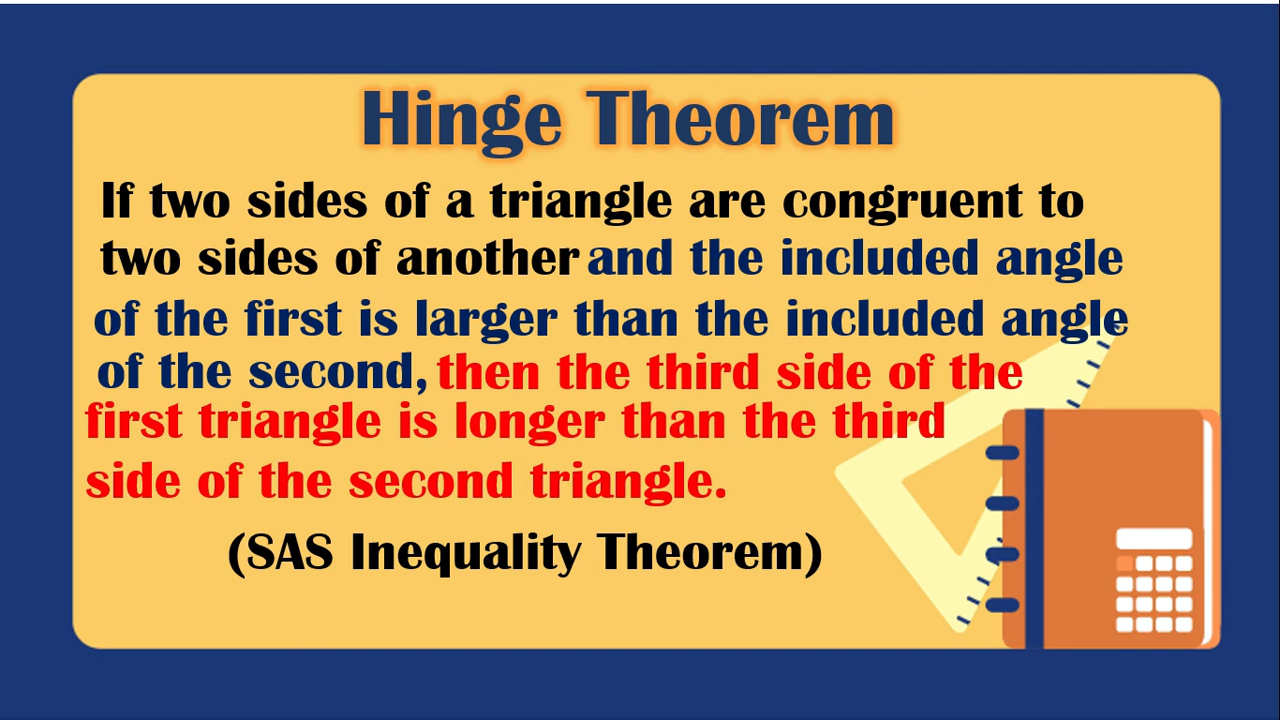 Hinge Theorem
If two sides of a triangle are congruent to
two sides of another and the included angle
of the first is larger than the included angle
of the second, then the third side of the
first triangle is longer than the third
side of the second triangle.
(SAS Inequality Theorem)